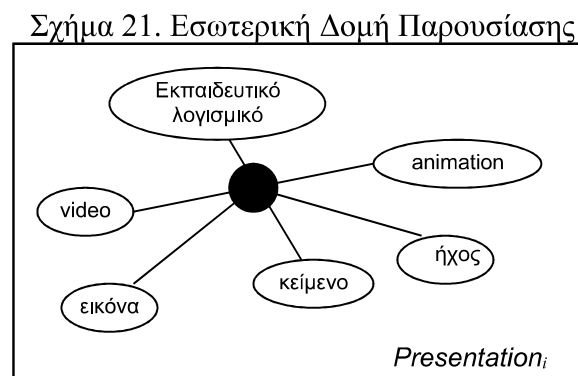 Σχήμα 21. Εσωτερική Δομή Παρουσίασης
Εκπαιδευτικό
λογισμικό
animation
video
ήχος
κείμενο
εικόνα
Presentationi